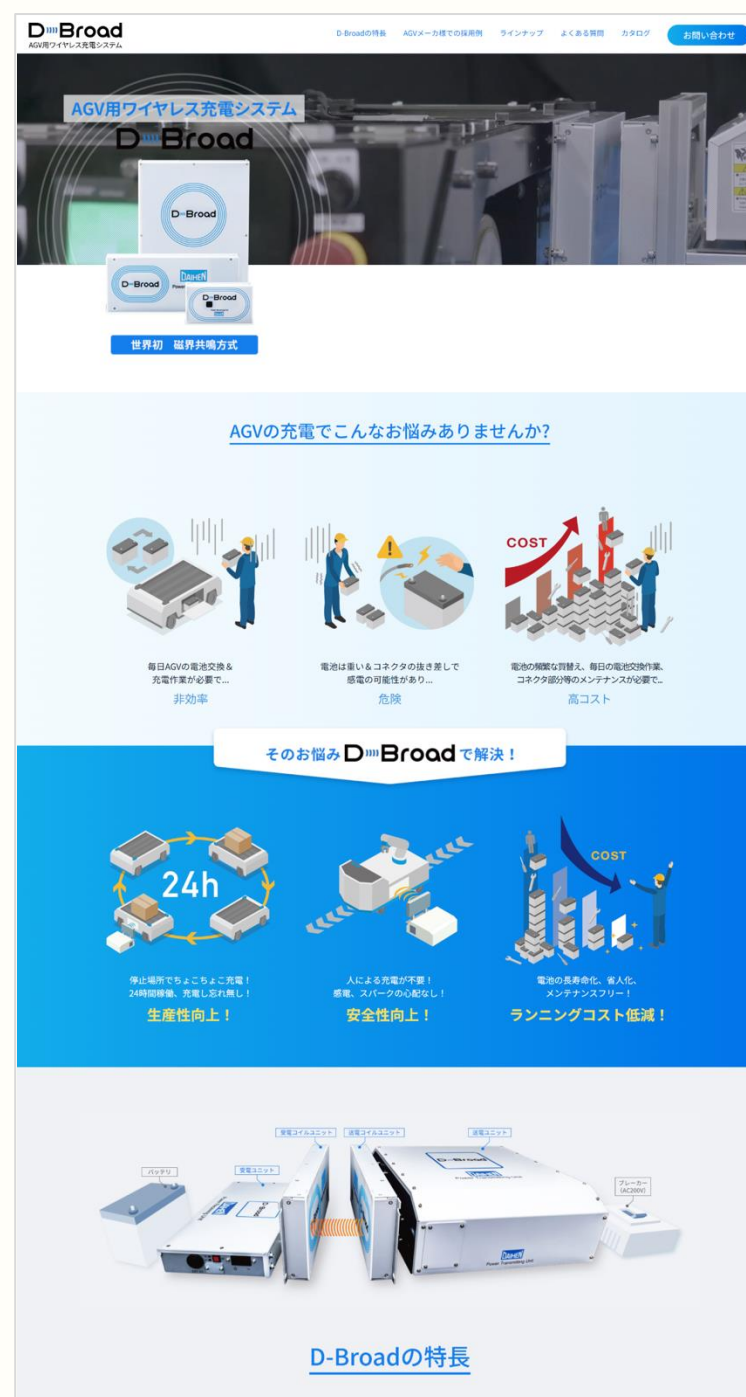 D-Broad
AGV用ワイヤレス充電システム
D-Broadの特長
AGVメーカ様での採用例
ラインナップ
よくある質問
カタログ
お問い合わせ
AGV用ワイヤレス充電システム
D-Broad
D-Broad
D-Broad
DAIHEN
D-Broad
世界初 磁界共鳴方式
AGVの充電でこんなお悩みありませんか?
COST
毎日AGVの電池交換&
充電作業が必要で...
非効率
電池は重い&コネクタの抜き差しで
感電の可能性があり...
危険
電池の頻繁な買替え、毎日の電池交換作業、
コネクタ部分等のメンテナンスが必要で...
高コスト
そのお悩み D-Broad で解決！
24h
COST
停止場所でちょこちょこ充電！
24時間稼働、充電し忘れ無し！
生産性向上！
人による充電が不要！
感電、スパークの心配なし！
安全性向上！
電池の長寿命化、省人化、
メンテナンスフリー！
ランニングコスト低減！
受電コイルユニット
送電コイルユニット
送電ユニット
バッテリ
受電ユニット
ブレーカー
(AC200V)
D-Broad
D-Broad
DAIHEN
Power Transmitting Unit
D-Broadの特長